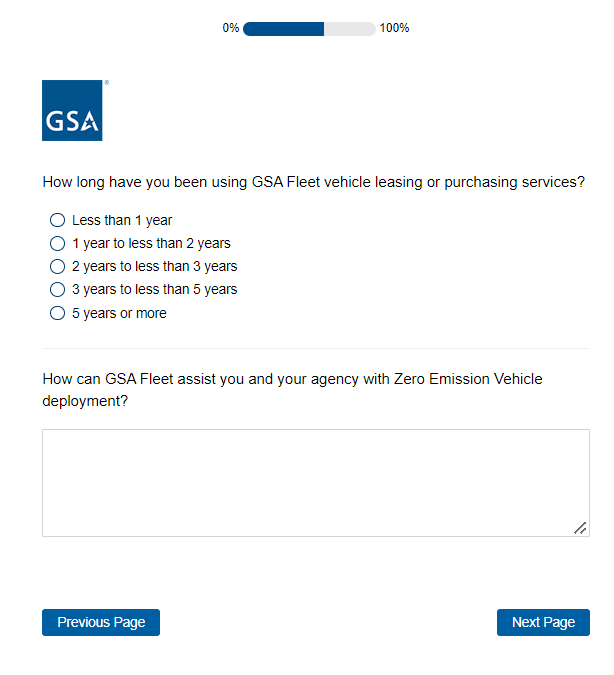 0% 100%
®
GSA
How long have you been using GSA Fleet vehicle leasing or purchasing services?
Less than 1 year
1 year to less than 2 years
2 years to less than 3 years
3 years to less than 5 years
5 years or more
How can GSA Fleet assist you and your agency with Zero Emission Vehicle
deployment?
Previous Page Next Page